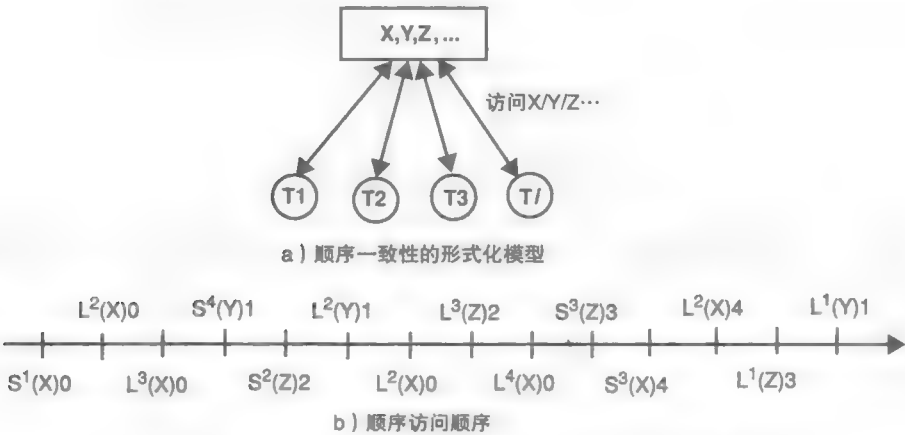 X,Y,Z, ...
访问X/Y/Z…
T1 T2 T3 T/
a）顺序一致性的形式化模型
L²(X)0 S⁴(Y)1 L²(Y)1 L³(Z)2 S³(Z)3 L²(X)4 L¹(Y)1
S¹(X)0 L³(X)0 S²(Z)2 L²(X)0 L⁴(X)0 S³(X)4 L¹(Z)3
b）顺序访问顺序